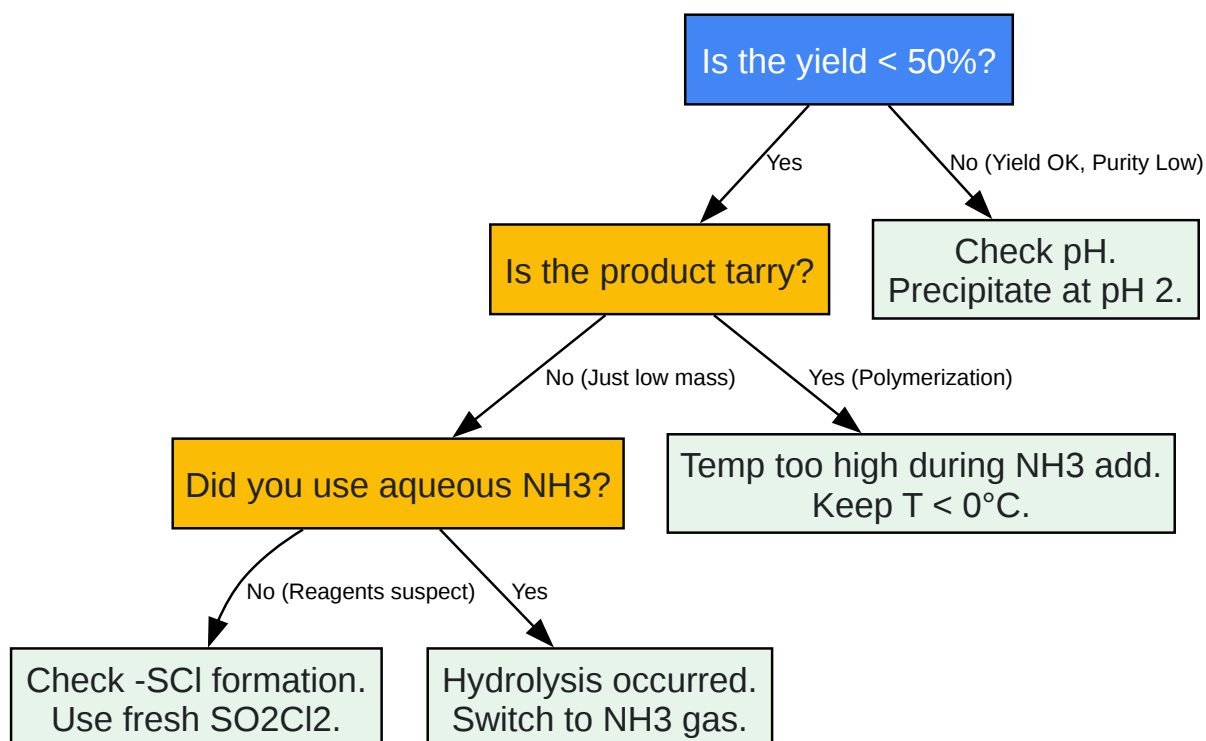 Is the yield < 50%?
Yes
No (Yield OK, Purity Low)
Is the product tarry?
Check pH.
Precipitate at pH 2.
No (Just low mass)
Yes (Polymerization)
Did you use aqueous NH3?
Temp too high during NH3 add.
Keep T < 0°C.
No (Reagents suspect)
Yes
Check -SCl formation.
Use fresh SO2Cl2.
Hydrolysis occurred.
Switch to NH3 gas.